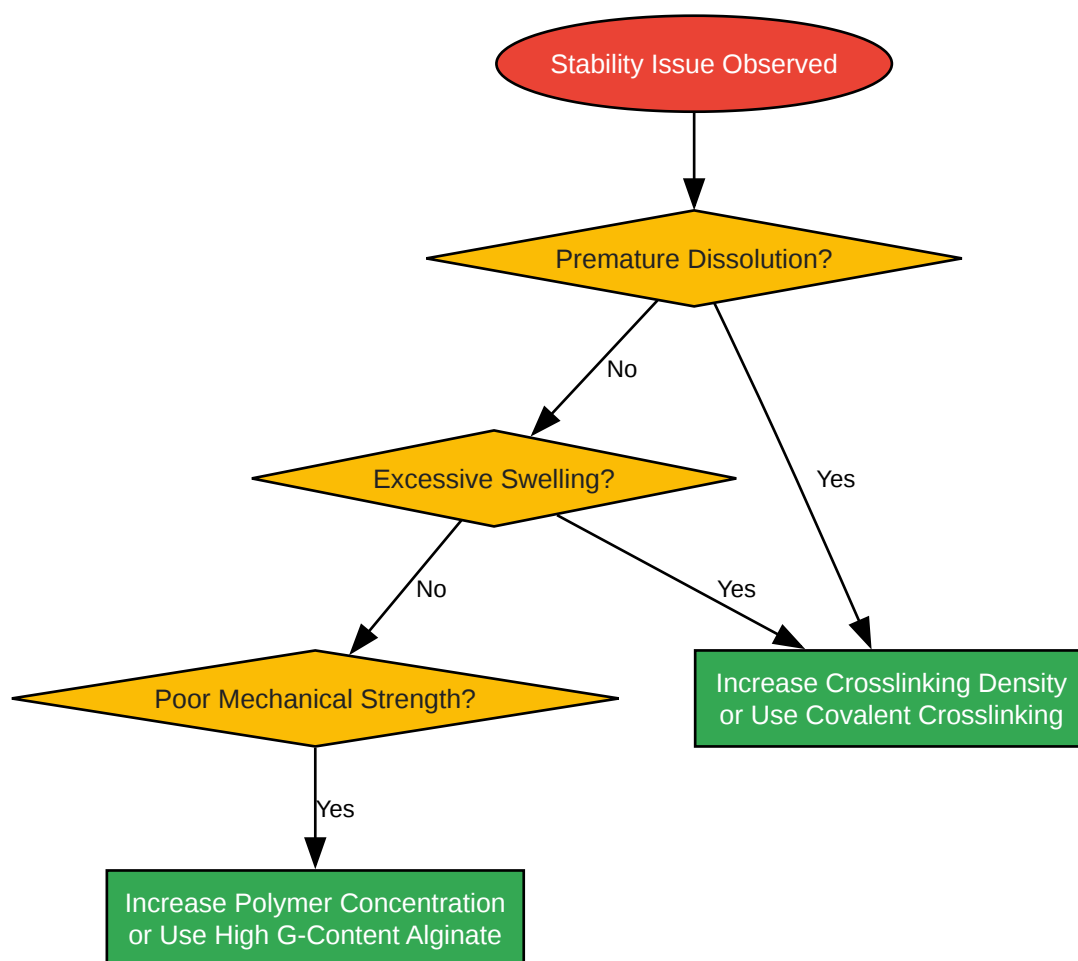 Stability Issue Observed
Premature Dissolution?
No
Excessive Swelling?
Yes
No
Yes
Poor Mechanical Strength?
Increase Crosslinking Density
or Use Covalent Crosslinking
Yes
Increase Polymer Concentration
or Use High G-Content Alginate